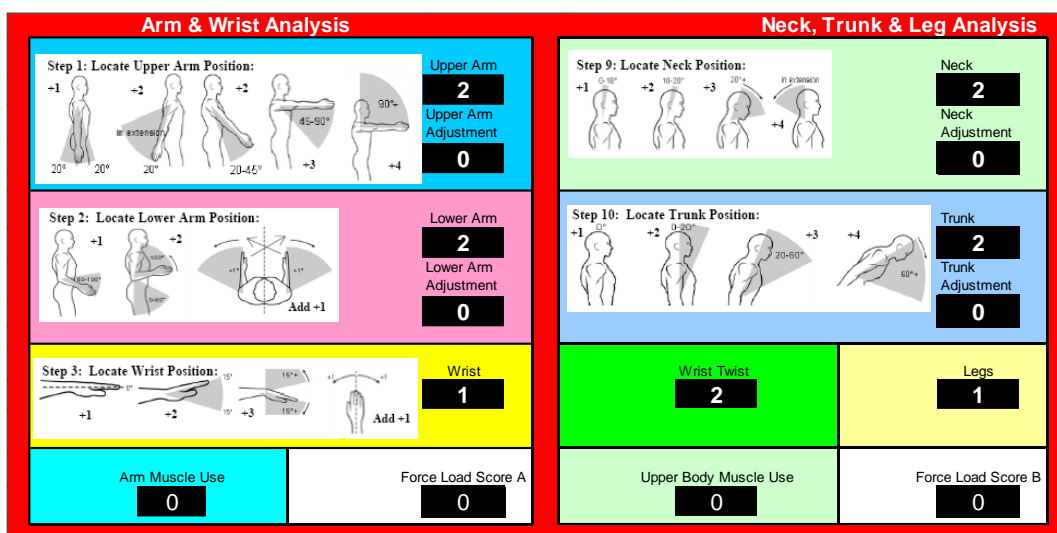 Arm & Wrist Analysis
Step 1: Locate Upper Arm Position:
+1
+2
+2
in extension
45-90°
90°+
20°
20°
20°
20-45°
+3
+4
Upper Arm
2
Upper Arm
Adjustment
0
Step 2: Locate Lower Arm Position:
+1
+2
60-100°
100°
0-60°
+1°
+1°
Add +1
Lower Arm
2
Lower Arm
Adjustment
0
Step 3: Locate Wrist Position:
0°
15°
15°
15°+
15°+
+1
+1
+1
+2
+3
Add +1
Wrist
1
Arm Muscle Use
0
Force Load Score A
0
Neck, Trunk & Leg Analysis
Step 9: Locate Neck Position:
+1
0-10°
+2
10-20°
+3
20°+
in extension
+4
Neck
2
Neck
Adjustment
0
Step 10: Locate Trunk Position:
+1
0°
+2
0-20°
20-60°
+3
+4
60°+
Trunk
2
Trunk
Adjustment
0
Wrist Twist
2
Legs
1
Upper Body Muscle Use
0
Force Load Score B
0